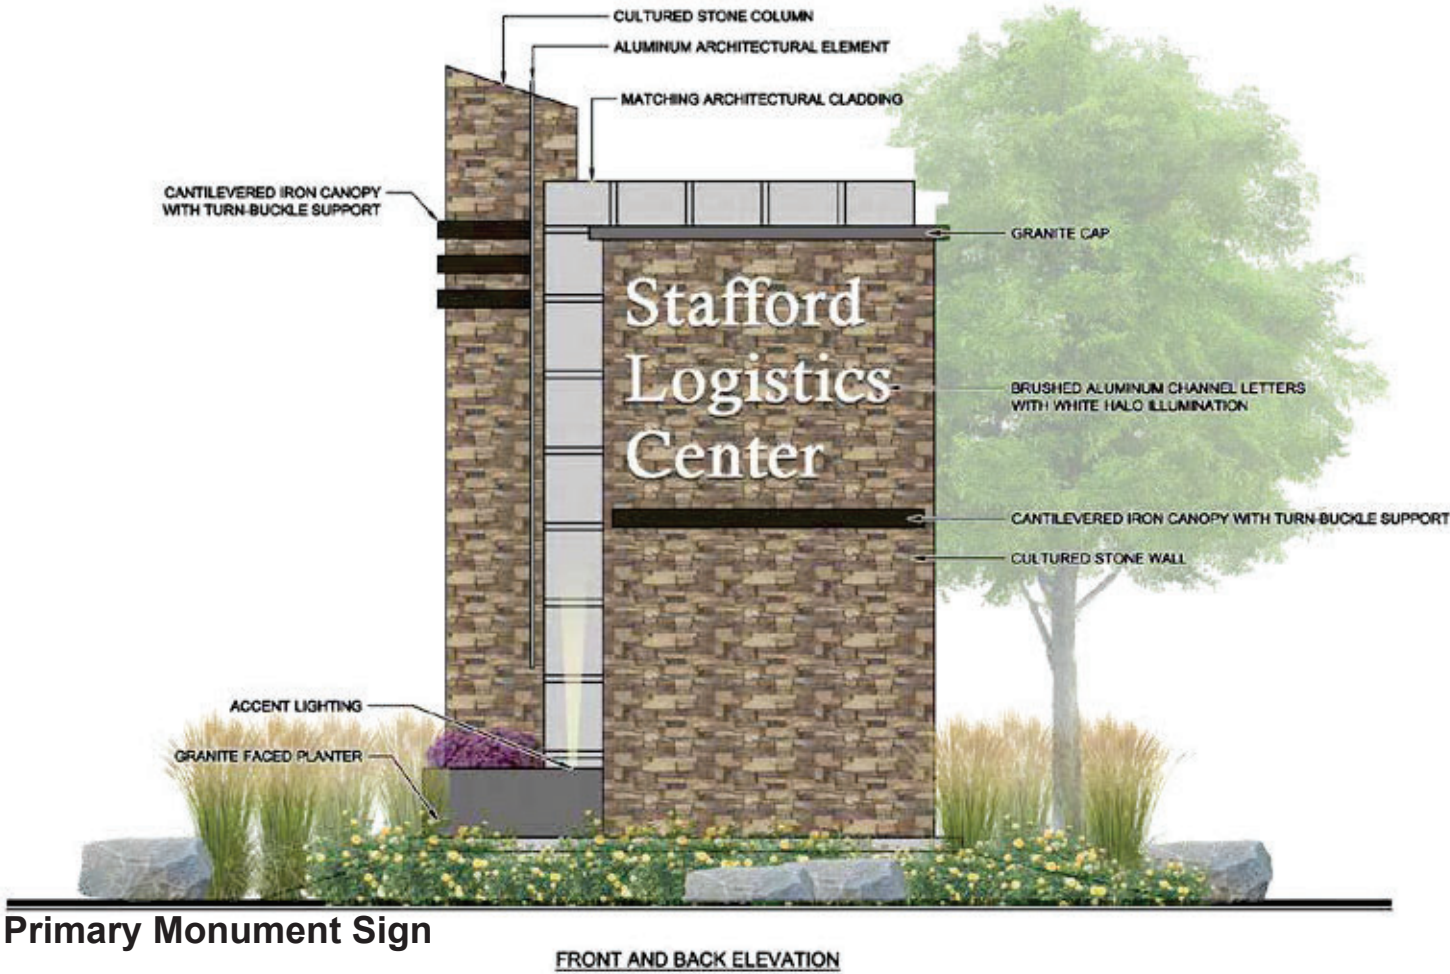 CULTURED STONE COLUMN
ALUMINUM ARCHITECTURAL ELEMENT
MATCHING ARCHITECTURAL CLADDING
CANTILEVERED IRON CANOPY
WITH TURN-BUCKLE SUPPORT
GRANITE CAP
Stafford
Logistics
Center
BRUSHED ALUMINUM CHANNEL LETTERS
WITH WHITE HALO ILLUMINATION
CANTILEVERED IRON CANOPY WITH TURN-BUCKLE SUPPORT
CULTURED STONE WALL
ACCENT LIGHTING
GRANITE FACED PLANTER
Primary Monument Sign
FRONT AND BACK ELEVATION